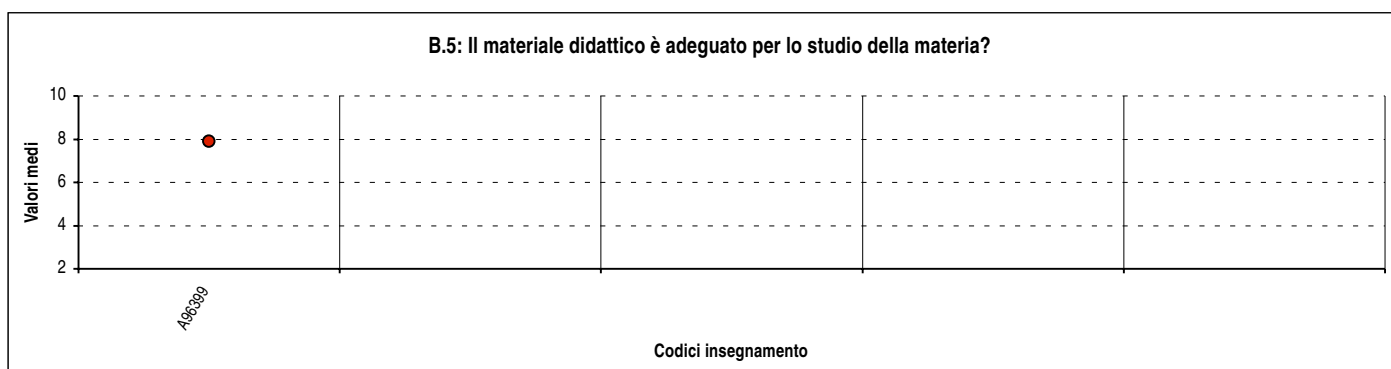 B.5: Il materiale didattico è adeguato per lo studio della materia?
10
8
6
4
2
Valori medi
A96399
Codici insegnamento